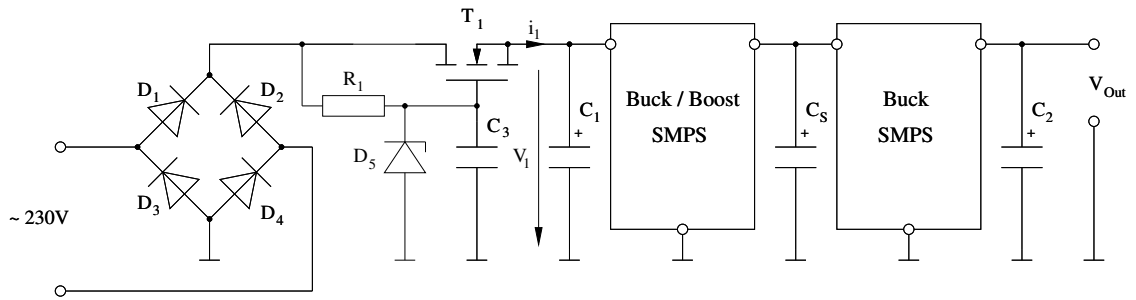 T1
i1
D1
D2
R1
C3
D5
V1
C1
+
Buck / Boost
SMPS
CS
+
Buck
SMPS
C2
+
VOut
D3
D4
~ 230V